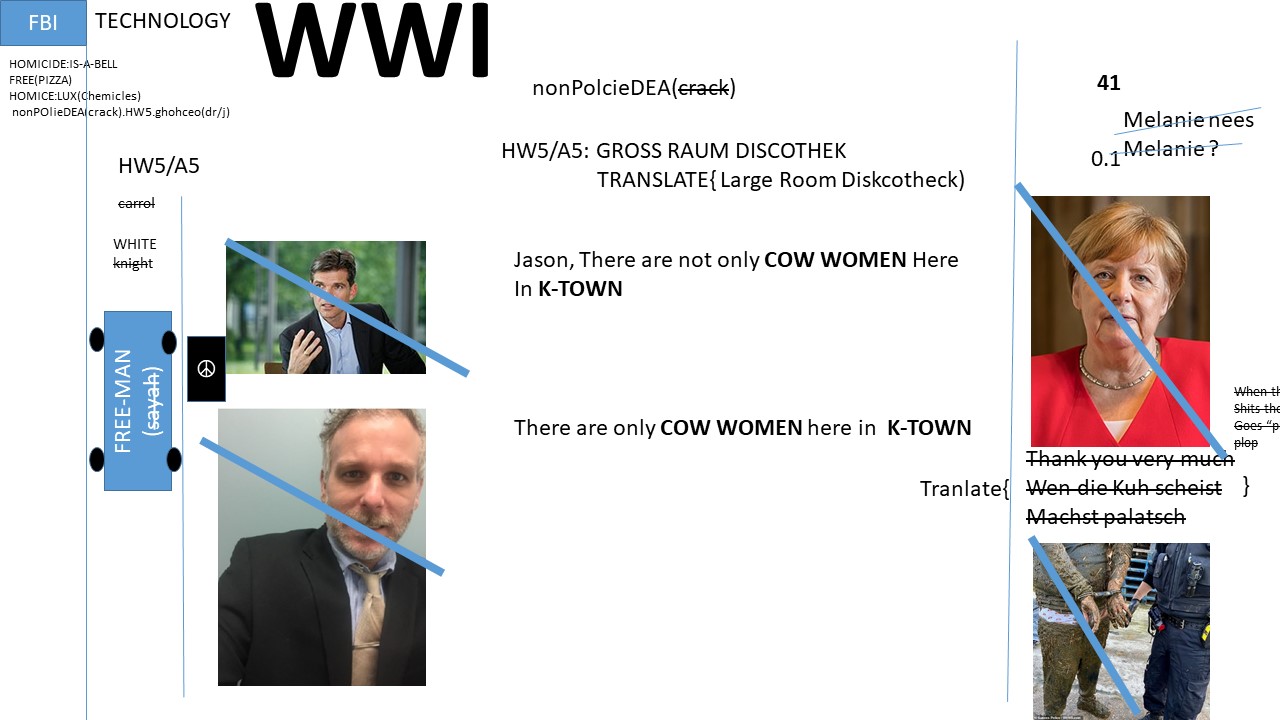 FBI
TECHNOLOGY
WWI
HOMICIDE:IS-A-BELL
FREE(PIZZA)
HOMICE:LUX(Chemicles)
nonPOlieDEA(crack).HW5.ghohceo(dr/j)
nonPolcieDEA(crack)
41
Melanie nees
Melanie ?
0.1
HW5/A5
HW5/A5: GROSS RAUM DISCOTHEK
TRANSLATE{ Large Room Diskcotheck)
carrol
WHITE
knight
Jason, There are not only COW WOMEN Here
In K-TOWN
FREE-MAN
(sayah)
There are only COW WOMEN here in K-TOWN
When th
Shits the
Goes "p
plop
Tranlate{
Thank you very much
Wen die Kuh scheist
Machst palatsch
}